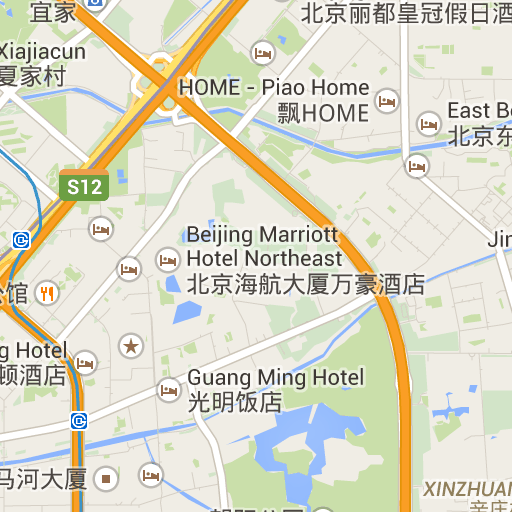 宜家
北京丽都皇冠假日酒
Xiajiacun
夏家村
HOME - Piao Home
飘HOME
East Be
北京东
S12
Beijing Marriott
Hotel Northeast
北京海航大厦万豪酒店
Jin
馆
g Hotel
顿酒店
Guang Ming Hotel
光明饭店
马河大厦
XINZHUAN